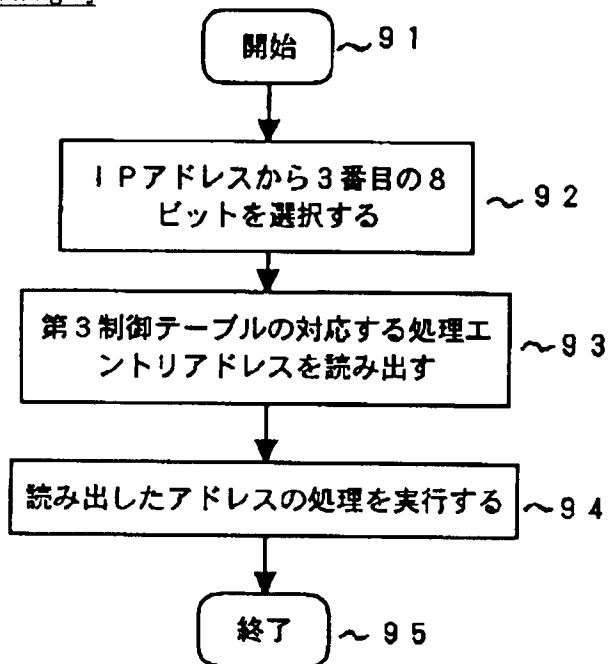 開始 ～91
ＩＰアドレスから3番目の8
ビットを選択する
～92
第3制御テーブルの対応する処理エ
ントリアドレスを読み出す
～93
読み出したアドレスの処理を実行する ～94
終了 ～95